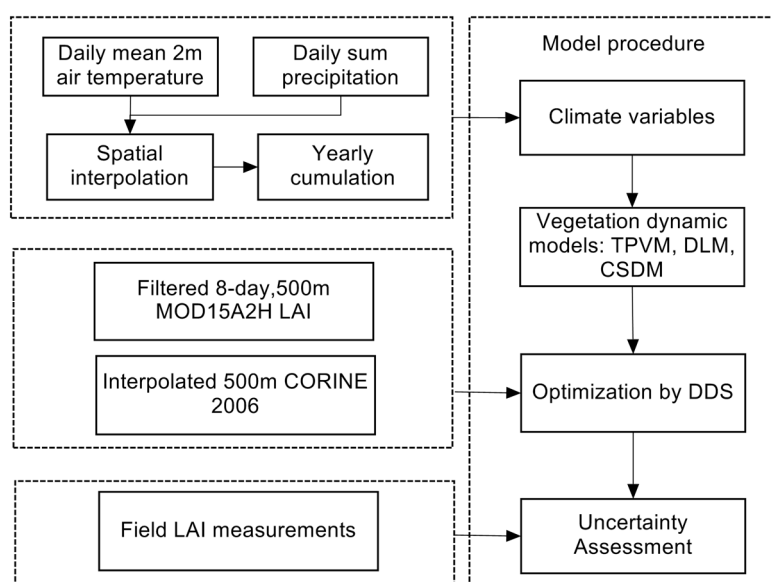 Daily mean 2m
air temperature
Daily sum
precipitation
Spatial
interpolation
Yearly
cumulation
Filtered 8-day,500m
MOD15A2H LAI
Interpolated 500m CORINE
2006
Field LAI measurements
Model procedure
Climate variables
Vegetation dynamic
models: TPVM, DLM,
CSDM
Optimization by DDS
Uncertainty
Assessment